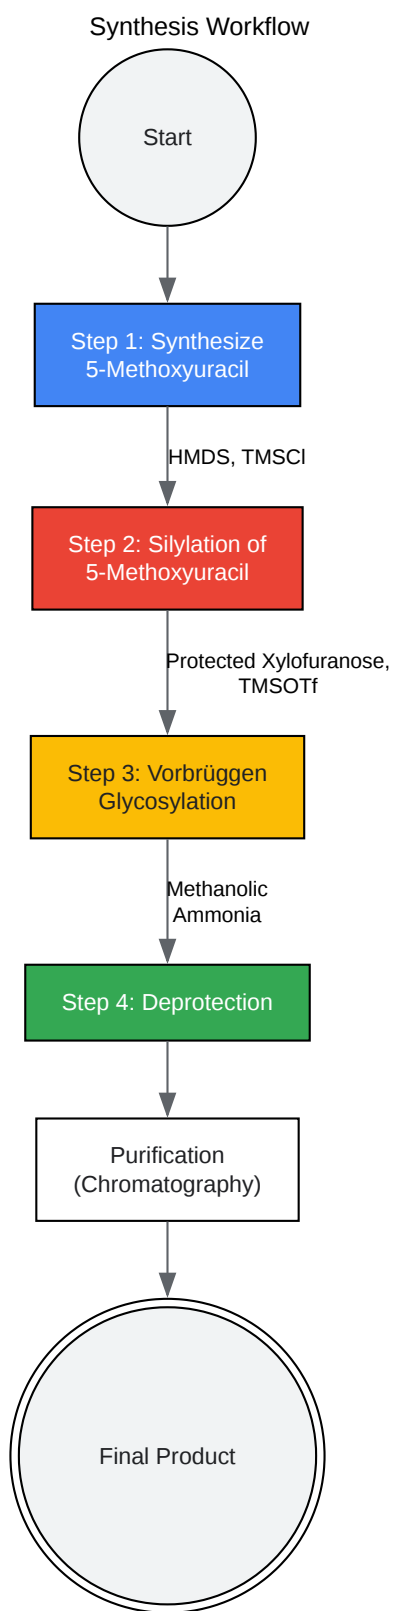 Synthesis Workflow
Start
Step 1: Synthesize
5-Methoxyuracil
HMDS, TMSCl
Step 2: Silylation of
5-Methoxyuracil
Protected Xylofuranose,
TMSOTf
Step 3: Vorbrüggen
Glycosylation
Methanolic
Ammonia
Step 4: Deprotection
Purification
(Chromatography)
Final Product